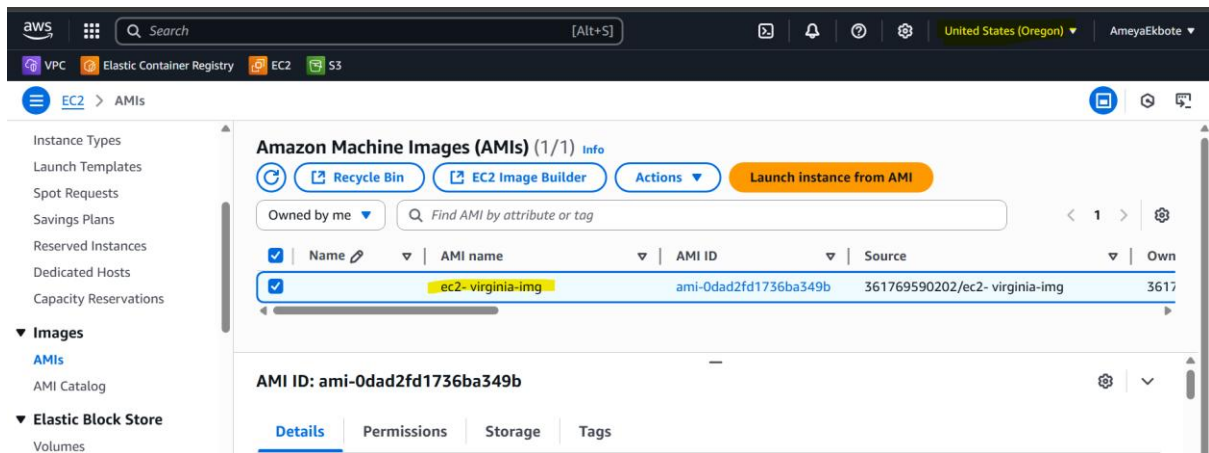 aws Search [Alt+S] United States (Oregon) AmeyaEkbote
VPC Elastic Container Registry EC2 S3
EC2 > AMIs
Instance Types
Launch Templates
Spot Requests
Savings Plans
Reserved Instances
Dedicated Hosts
Capacity Reservations
Images
AMIs
AMI Catalog
Elastic Block Store
Volumes
Amazon Machine Images (AMIs) (1/1) Info
Recycle Bin EC2 Image Builder Actions Launch instance from AMI
Owned by me Find AMI by attribute or tag < 1 >
Name AMI name AMI ID Source Own
ec2- virginia-img ami-0dad2fd1736ba349b 361769590202/ec2- virginia-img 3617
AMI ID: ami-0dad2fd1736ba349b
Details Permissions Storage Tags